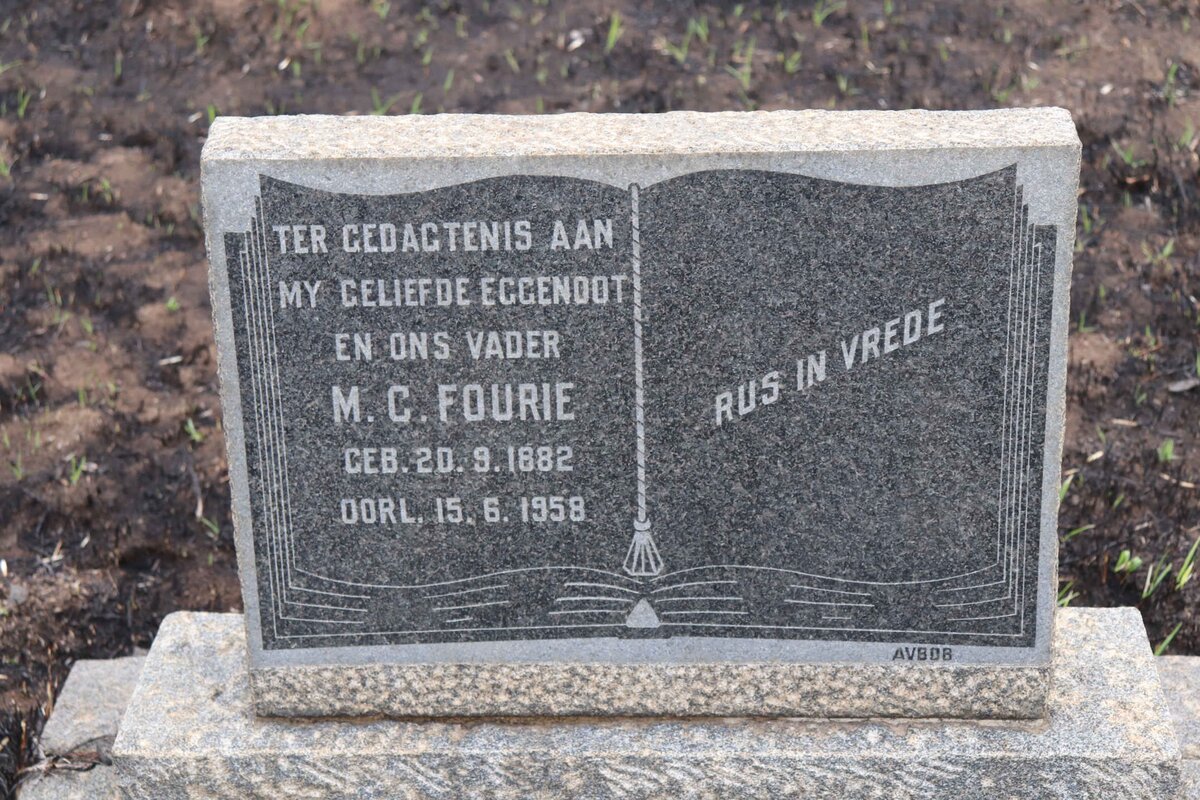 TER GEDAGTENIS AAN
MY GELIEFDE EGGENOOT
EN ONS VADER
M. C. FOURIE
GEB. 20. 9. 1882
OORL. 15. 6. 1958
RUS IN VREDE
AVBOB